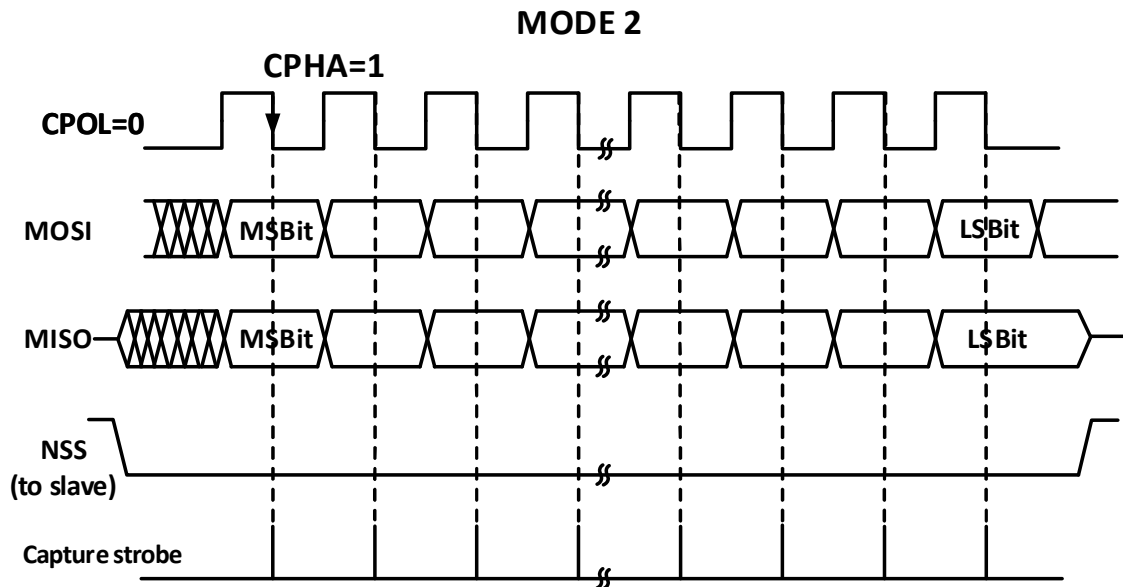 MODE 2
CPHA=1
CPOL=0
MOSI
MSBit
LSBit
MISO
MSBit
LSBit
NSS
(to slave)
Capture strobe